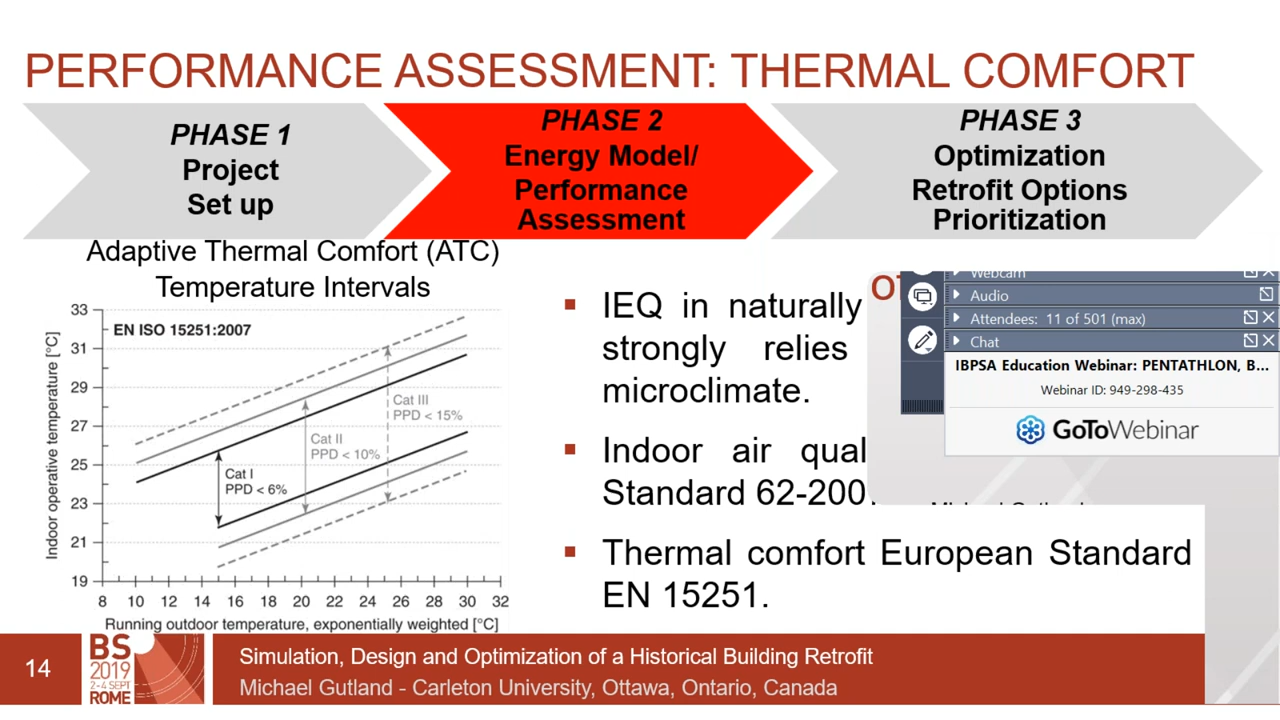 PERFORMANCE ASSESSMENT: THERMAL COMFORT
PHASE 1
Project
Set up
PHASE 2
Energy Model/
Performance
Assessment
PHASE 3
Optimization
Retrofit Options
Prioritization
Adaptive Thermal Comfort (ATC)
Temperature Intervals
EN ISO 15251:2007
Indoor operative temperature [°C]
33
31
29
27
25
23
21
19
Cat I
PPD < 6%
Cat II
PPD < 10%
Cat III
PPD < 15%
8 10 12 14 16 18 20 22 24 26 28 30 32
Running outdoor temperature, exponentially weighted [°C]
▪ IEQ in naturally
strongly relies
microclimate.
▪ Indoor air qual
Standard 62-200
▪ Thermal comfort European Standard
EN 15251.
Webcam
Audio
Attendees: 11 of 501 (max)
Chat
IBPSA Education Webinar: PENTATHLON, B...
Webinar ID: 949-298-435
GoToWebinar
14
BS
2019
2-4 SEPT
ROME
Simulation, Design and Optimization of a Historical Building Retrofit
Michael Gutland - Carleton University, Ottawa, Ontario, Canada